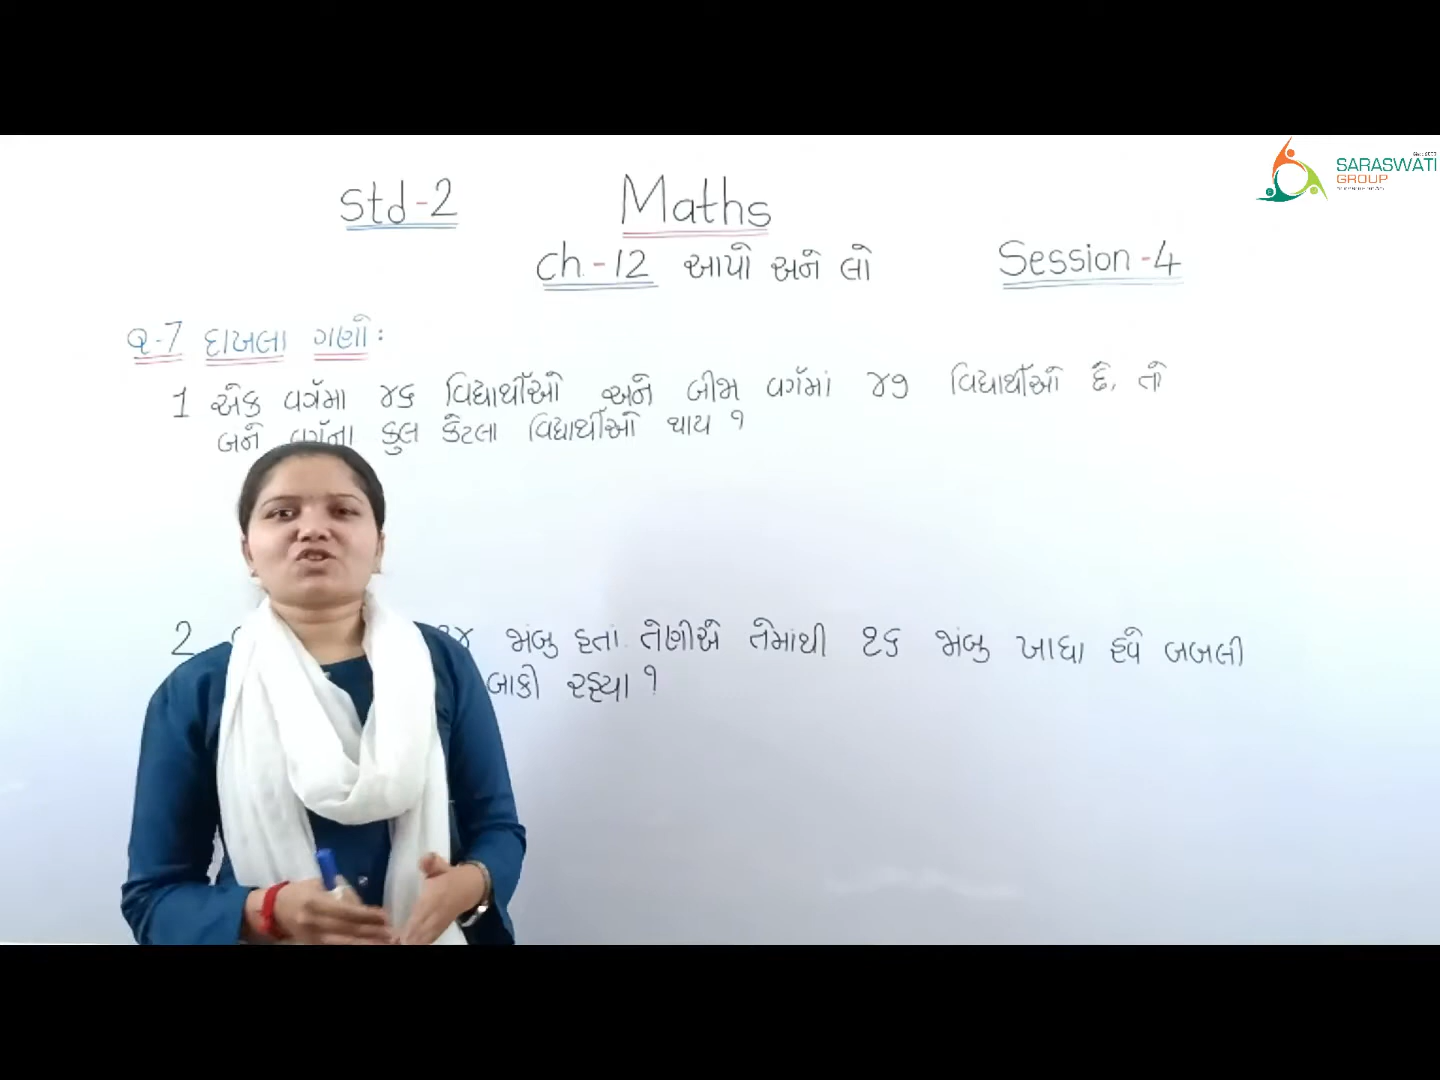 SARASWATI
GROUP
Std-2
Maths
Ch.-12 આપો અને લો
Session-4
Q-7 દાખલા ગણો :
1 એક વર્ગમા ૪૬ વિદ્યાર્થીઓ અને બીજા વર્ગમાં ૪૭ વિદ્યાર્થીઓ છે, તો
બંને વર્ગના કુલ કેટલા વિદ્યાર્થીઓ થાય ?
2 જાંબુ હતાં. તેણીએ તેમાંથી ૨૬ જાંબુ ખાધા હવે બબલી
બાકી રહ્યા ?